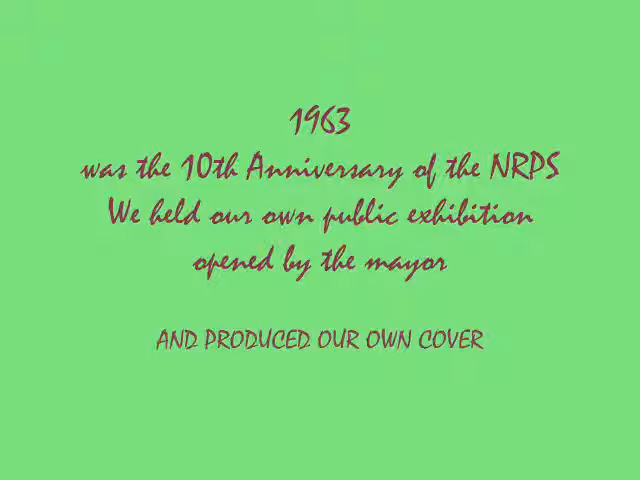 1963
was the 10th Anniversary of the NRPS
We held our own public exhibition
opened by the mayor
AND PRODUCED OUR OWN COVER